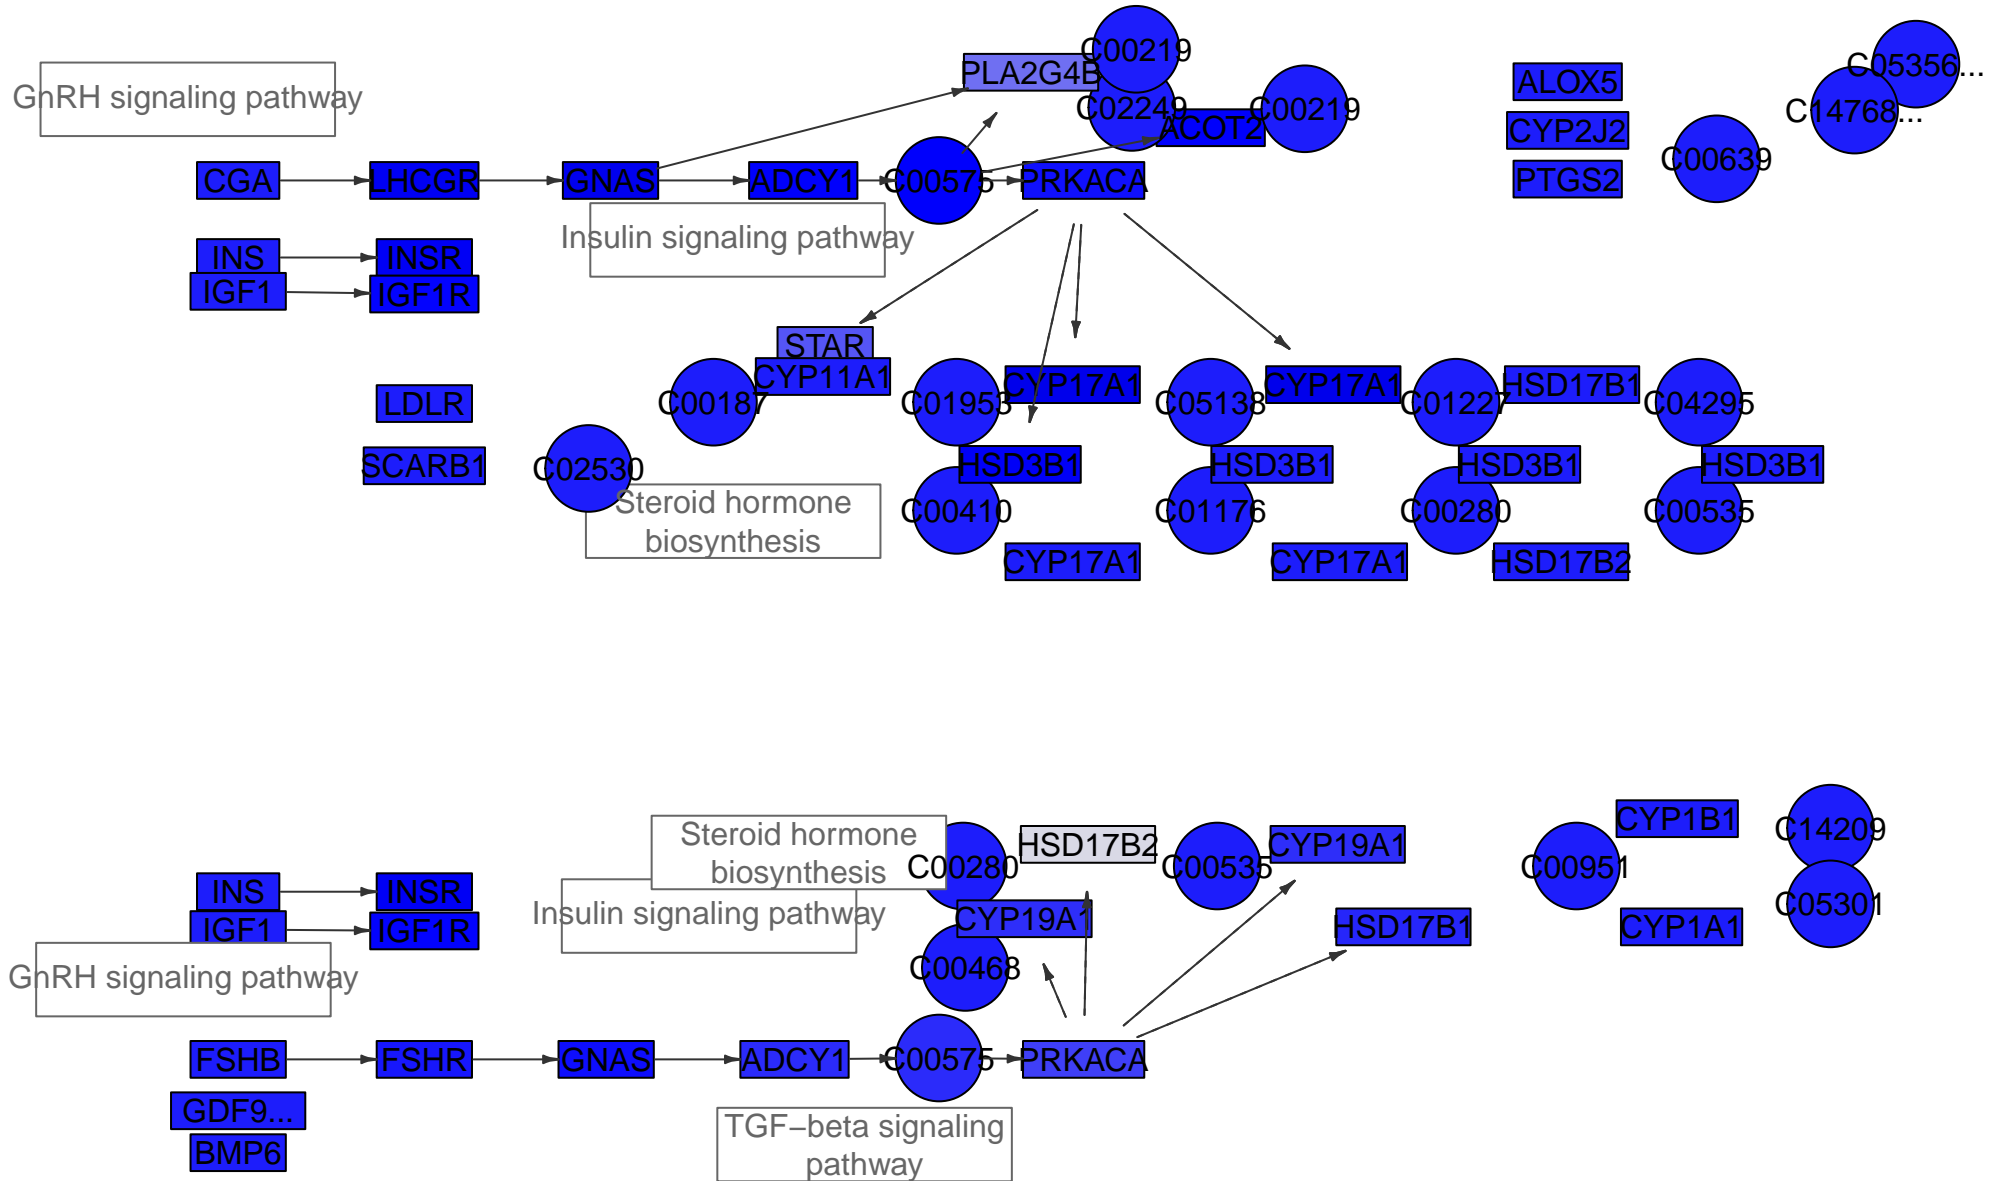 C00219
C05356...
PLA2G4B
ALOX5
GnRH signaling pathway
C02249
C00219
C14768...
ACOT2
CYP2J2
C00639
CGA
LHCGR
GNAS
ADCY1
C00575
PRKACA
PTGS2
Insulin signaling pathway
INS
INSR
IGF1
IGF1R
STAR
CYP11A1
CYP17A1
CYP17A1
HSD17B1
LDLR
C00187
C01953
C05138
C01227
C04295
SCARB1
C02530
HSD3B1
HSD3B1
HSD3B1
HSD3B1
Steroid hormone
biosynthesis
C00410
C01176
C00280
C00535
CYP17A1
CYP17A1
HSD17B2
Steroid hormone
biosynthesis
C00280
HSD17B2
C00535
CYP19A1
C00951
CYP1B1
C14209
INS
INSR
Insulin signaling pathway
CYP19A1
HSD17B1
CYP1A1
C05301
IGF1
IGF1R
GnRH signaling pathway
C00468
FSHB
FSHR
GNAS
ADCY1
C00575
PRKACA
GDF9...
BMP6
TGF−beta signaling
pathway